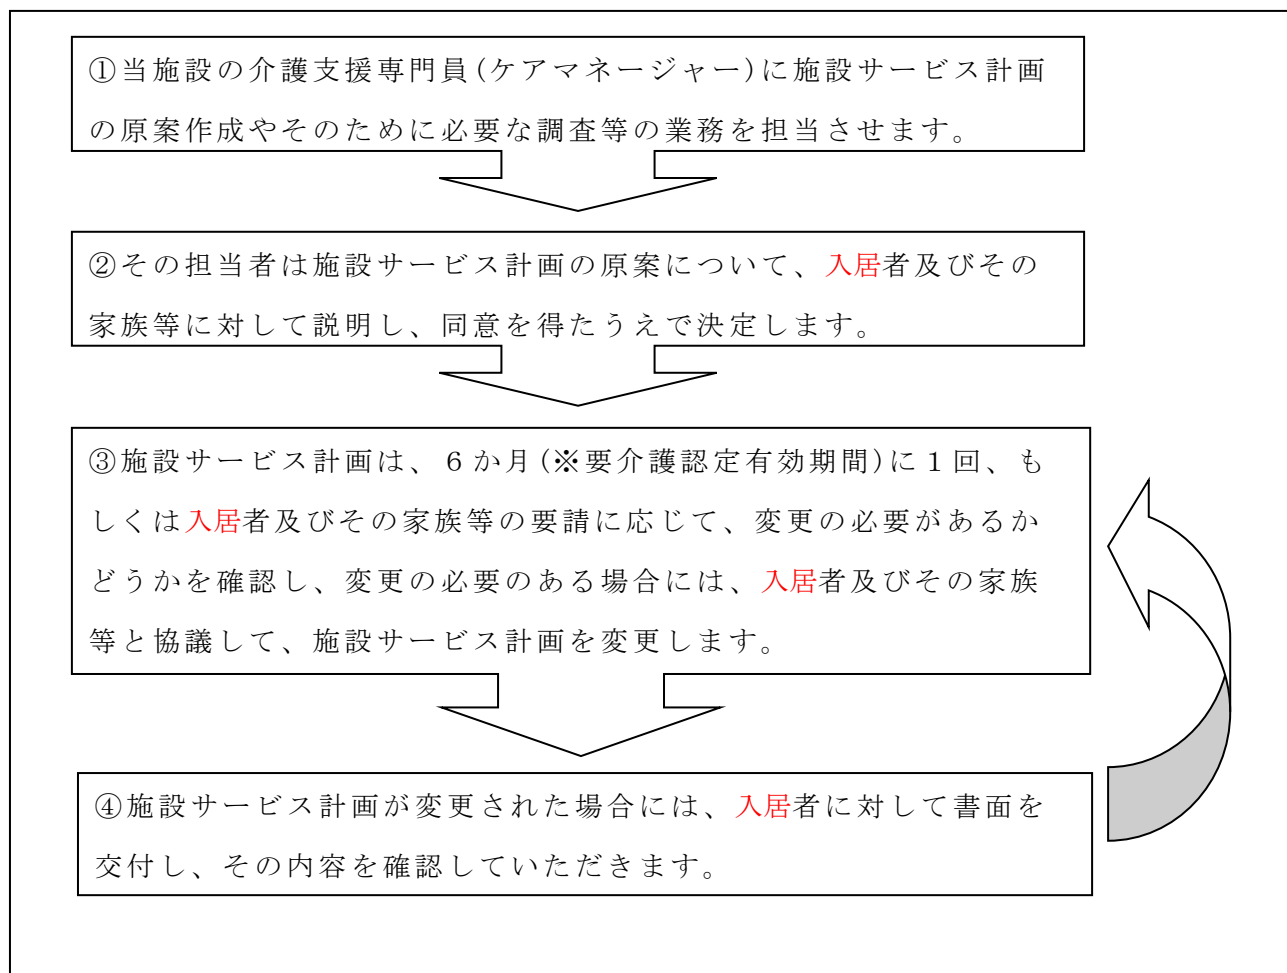 ①当施設の介護支援専門員(ケアマネージャー)に施設サービス計画
の原案作成やそのために必要な調査等の業務を担当させます。
②その担当者は施設サービス計画の原案について、入居者及びその
家族等に対して説明し、同意を得たうえで決定します。
③施設サービス計画は、６か月(※要介護認定有効期間)に１回、も
しくは入居者及びその家族等の要請に応じて、変更の必要があるか
どうかを確認し、変更の必要のある場合には、入居者及びその家族
等と協議して、施設サービス計画を変更します。
④施設サービス計画が変更された場合には、入居者に対して書面を
交付し、その内容を確認していただきます。